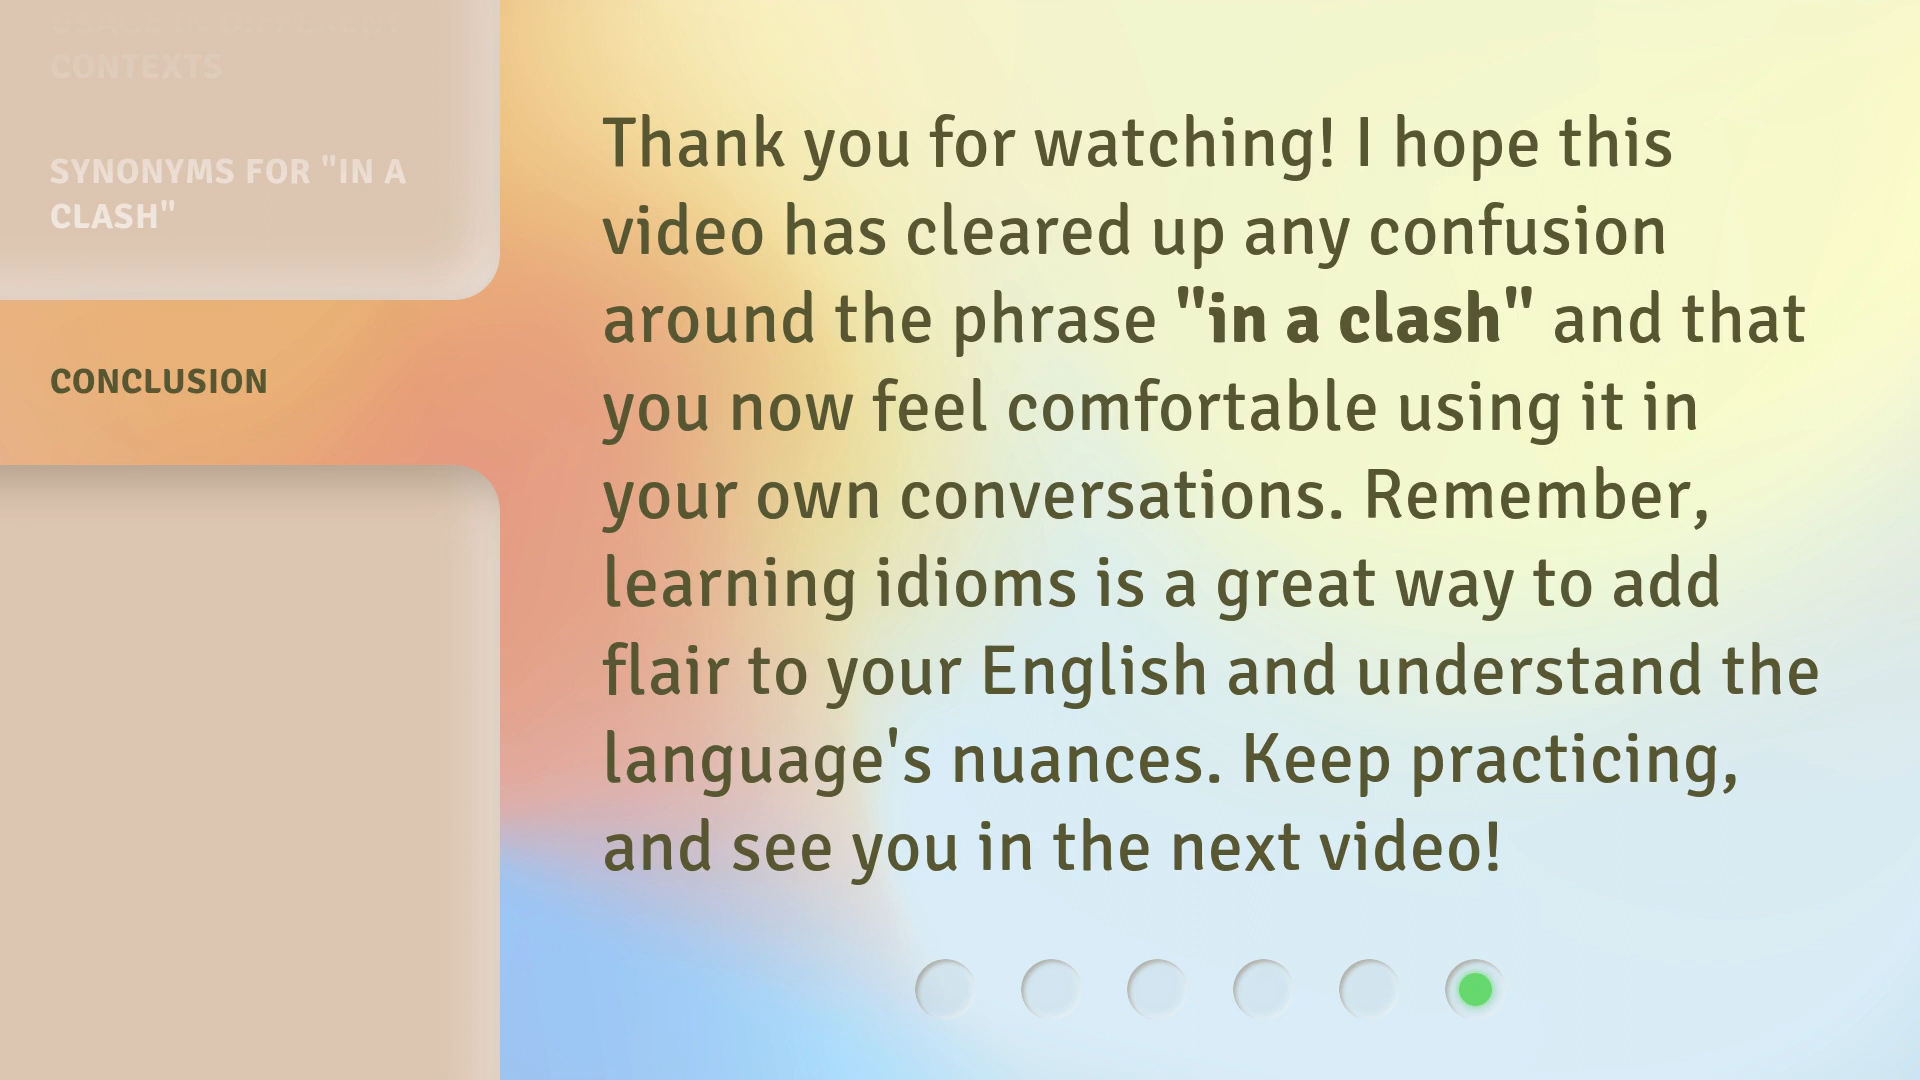 USAGE IN DIFFERENT
CONTEXTS
SYNONYMS FOR "IN A
CLASH"
CONCLUSION
Thank you for watching! I hope this
video has cleared up any confusion
around the phrase "in a clash" and that
you now feel comfortable using it in
your own conversations. Remember,
learning idioms is a great way to add
flair to your English and understand the
language's nuances. Keep practicing,
and see you in the next video!